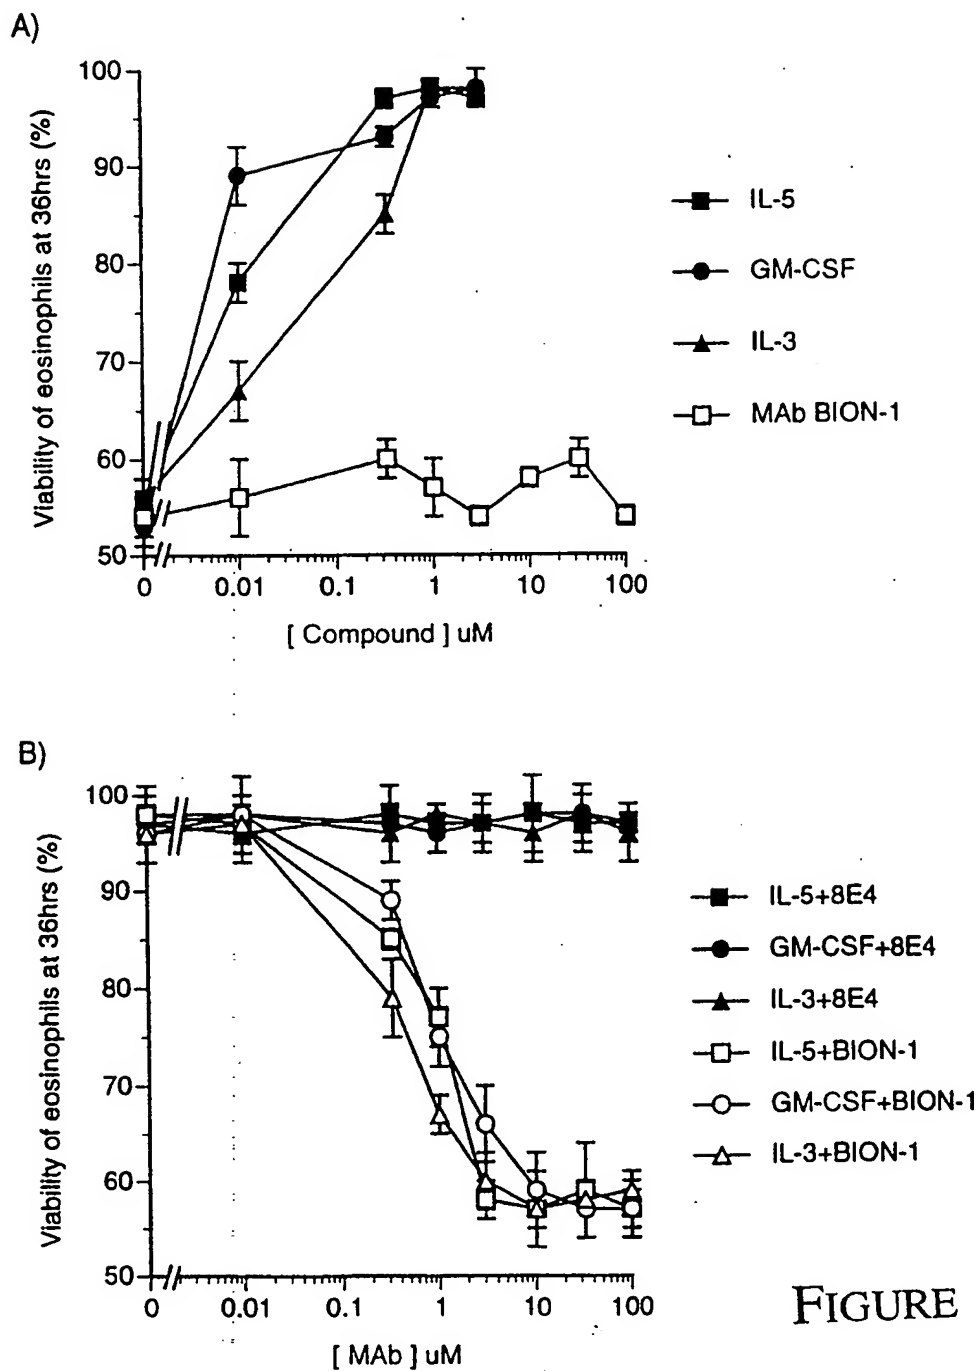 A)
Viability of eosinophils at 36hrs (%)
100
90
80
70
60
50
0 0.01 0.1 1 10 100
[ Compound ] uM
IL-5
GM-CSF
IL-3
MAb BION-1
B)
Viability of eosinophils at 36hrs (%)
100
90
80
70
60
50
0 0.01 0.1 1 10 100
[ MAb ] uM
IL-5+8E4
GM-CSF+8E4
IL-3+8E4
IL-5+BION-1
GM-CSF+BION-1
IL-3+BION-1
FIGURE